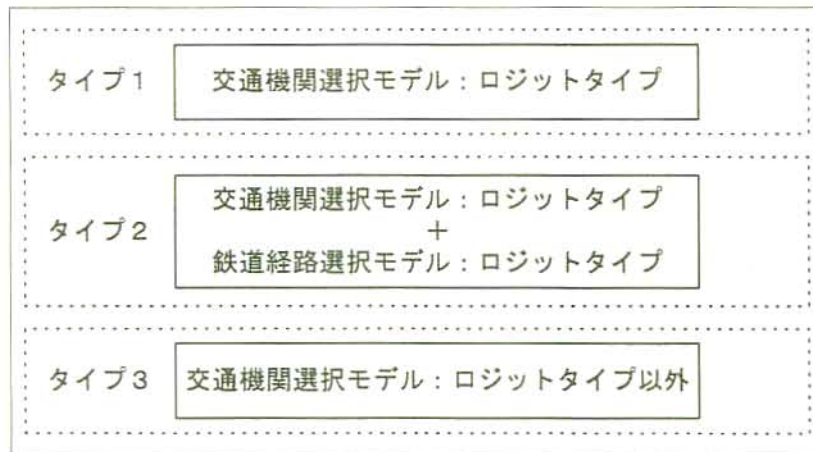 タイプ1
交通機関選択モデル：ロジットタイプ
タイプ2
交通機関選択モデル：ロジットタイプ
＋
鉄道経路選択モデル：ロジットタイプ
タイプ3
交通機関選択モデル：ロジットタイプ以外